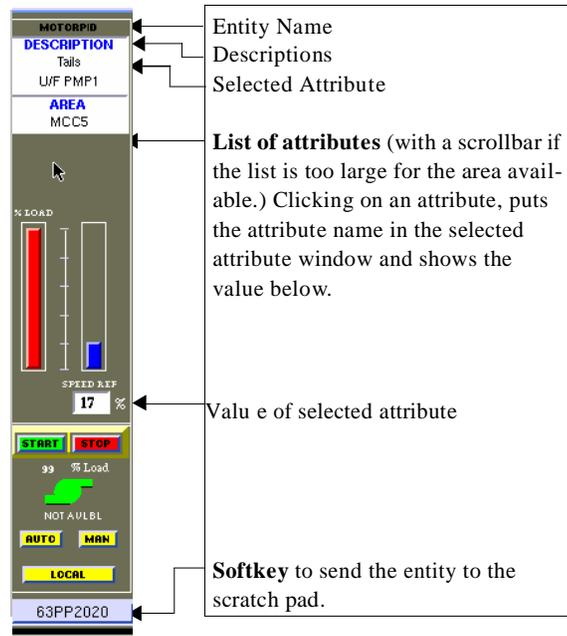 MOTORPID
DESCRIPTION
Tails
U/F PMP1
AREA
MCC5
% LOAD
SPEED REF
17 %
START STOP
99 % Load
NOT AVLBL
AUTO MAN
LOCAL
63PP2020
Entity Name
Descriptions
Selected Attribute
List of attributes (with a scrollbar if
the list is too large for the area avail-
able.) Clicking on an attribute, puts
the attribute name in the selected
attribute window and shows the
value below.
Valu e of selected attribute
Softkey to send the entity to the
scratch pad.